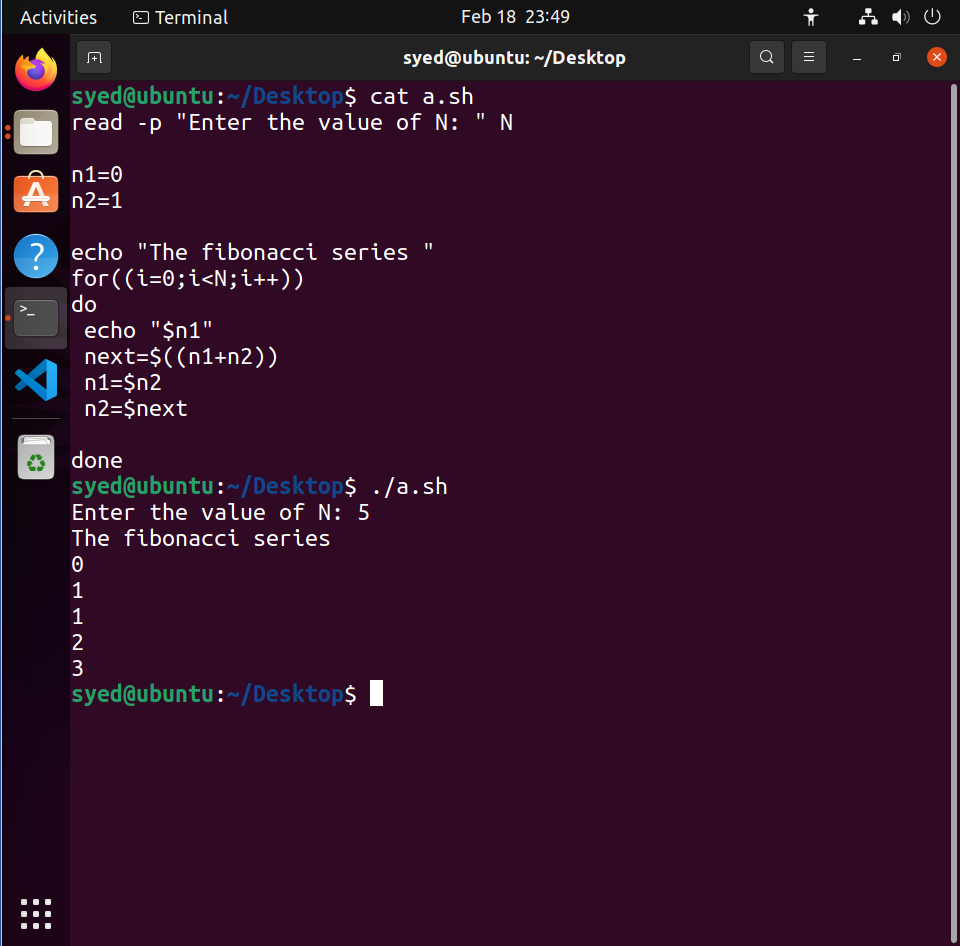 Activities Terminal Feb 18 23:49
syed@ubuntu: ~/Desktop
syed@ubuntu:~/Desktop$ cat a.sh
read -p "Enter the value of N: " N
n1=0
n2=1
echo "The fibonacci series "
for((i=0;i<N;i++))
do
echo "$n1"
next=$((n1+n2))
n1=$n2
n2=$next
done
syed@ubuntu:~/Desktop$ ./a.sh
Enter the value of N: 5
The fibonacci series
0
1
1
2
3
syed@ubuntu:~/Desktop$